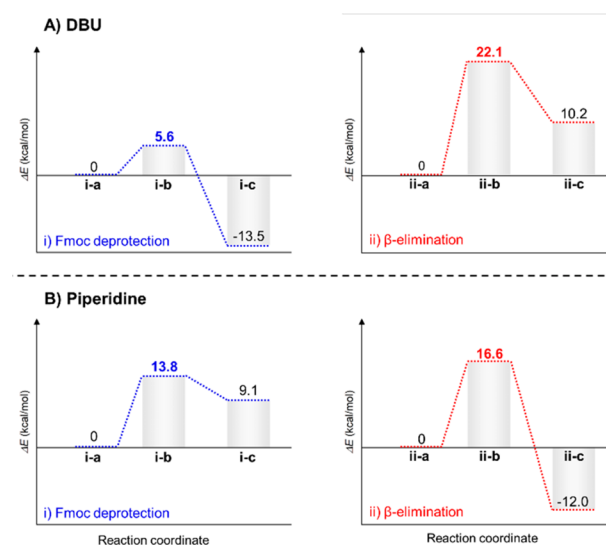 A) DBU
ΔE (kcal/mol)
0
5.6
i-a
i-b
i-c
-13.5
i) Fmoc deprotection
ΔE (kcal/mol)
22.1
10.2
0
ii-a
ii-b
ii-c
ii) β-elimination
B) Piperidine
ΔE (kcal/mol)
13.8
9.1
0
i-a
i-b
i-c
i) Fmoc deprotection
Reaction coordinate
ΔE (kcal/mol)
16.6
0
ii-a
ii-b
ii-c
-12.0
ii) β-elimination
Reaction coordinate